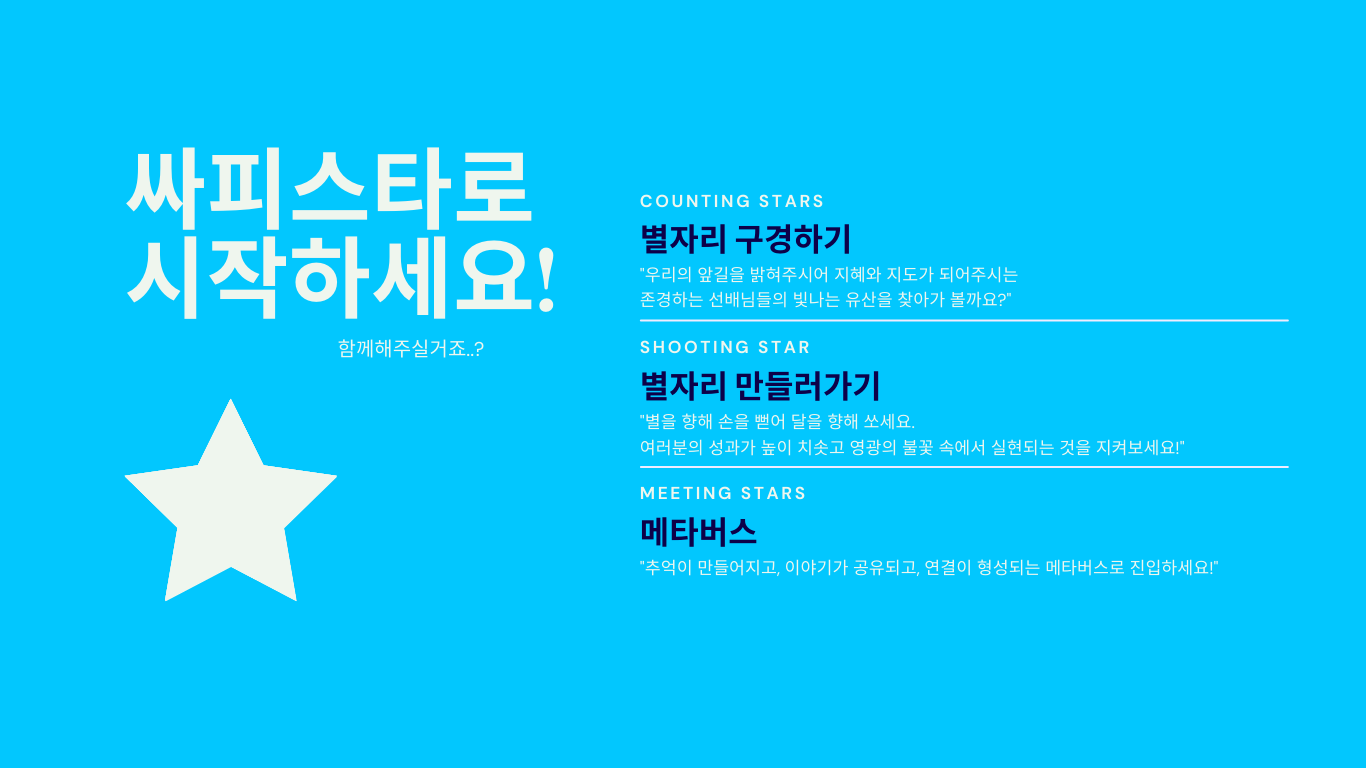 싸피스타로
시작하세요!
함께해주실거죠..?
COUNTING STARS
별자리 구경하기
"우리의 앞길을 밝혀주시어 지혜와 지도가 되어주시는
존경하는 선배님들의 빛나는 유산을 찾아가 볼까요?"
SHOOTING STAR
별자리 만들러가기
"별을 향해 손을 뻗어 달을 향해 쏘세요.
여러분의 성과가 높이 치솟고 영광의 불꽃 속에서 실현되는 것을 지켜보세요!"
MEETING STARS
메타버스
"추억이 만들어지고, 이야기가 공유되고, 연결이 형성되는 메타버스로 진입하세요!"